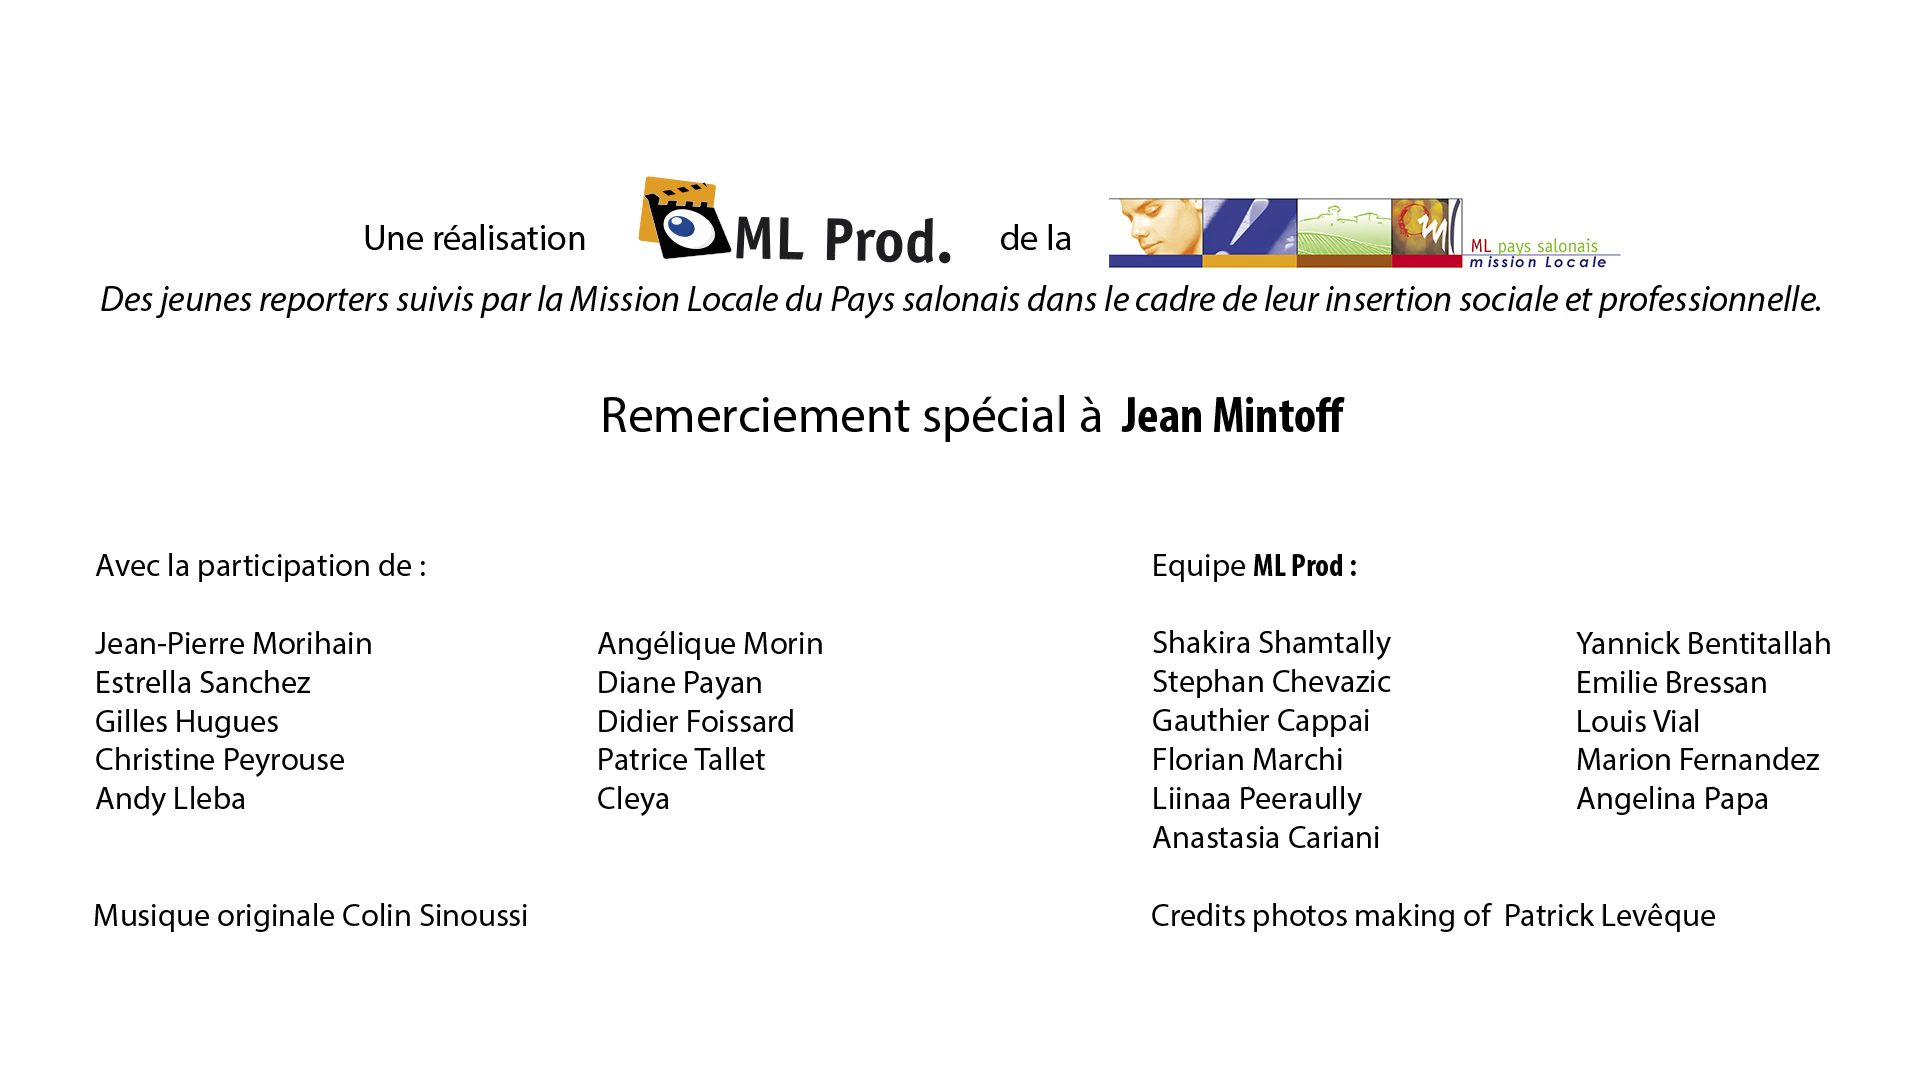 Une réalisation ML Prod. de la ML pays salonais
mission Locale
Des jeunes reporters suivis par la Mission Locale du Pays salonais dans le cadre de leur insertion sociale et professionnelle.
Remerciement spécial à Jean Mintoff
Avec la participation de :
Jean-Pierre Morihain
Estrella Sanchez
Gilles Hugues
Christine Peyrouse
Andy Lleba
Angélique Morin
Diane Payan
Didier Foissard
Patrice Tallet
Cleya
Musique originale Colin Sinoussi
Equipe ML Prod :
Shakira Shamtally
Stephan Chevazic
Gauthier Cappai
Florian Marchi
Liinaa Peeraully
Anastasia Cariani
Yannick Bentitallah
Emilie Bressan
Louis Vial
Marion Fernandez
Angelina Papa
Credits photos making of Patrick Levêque